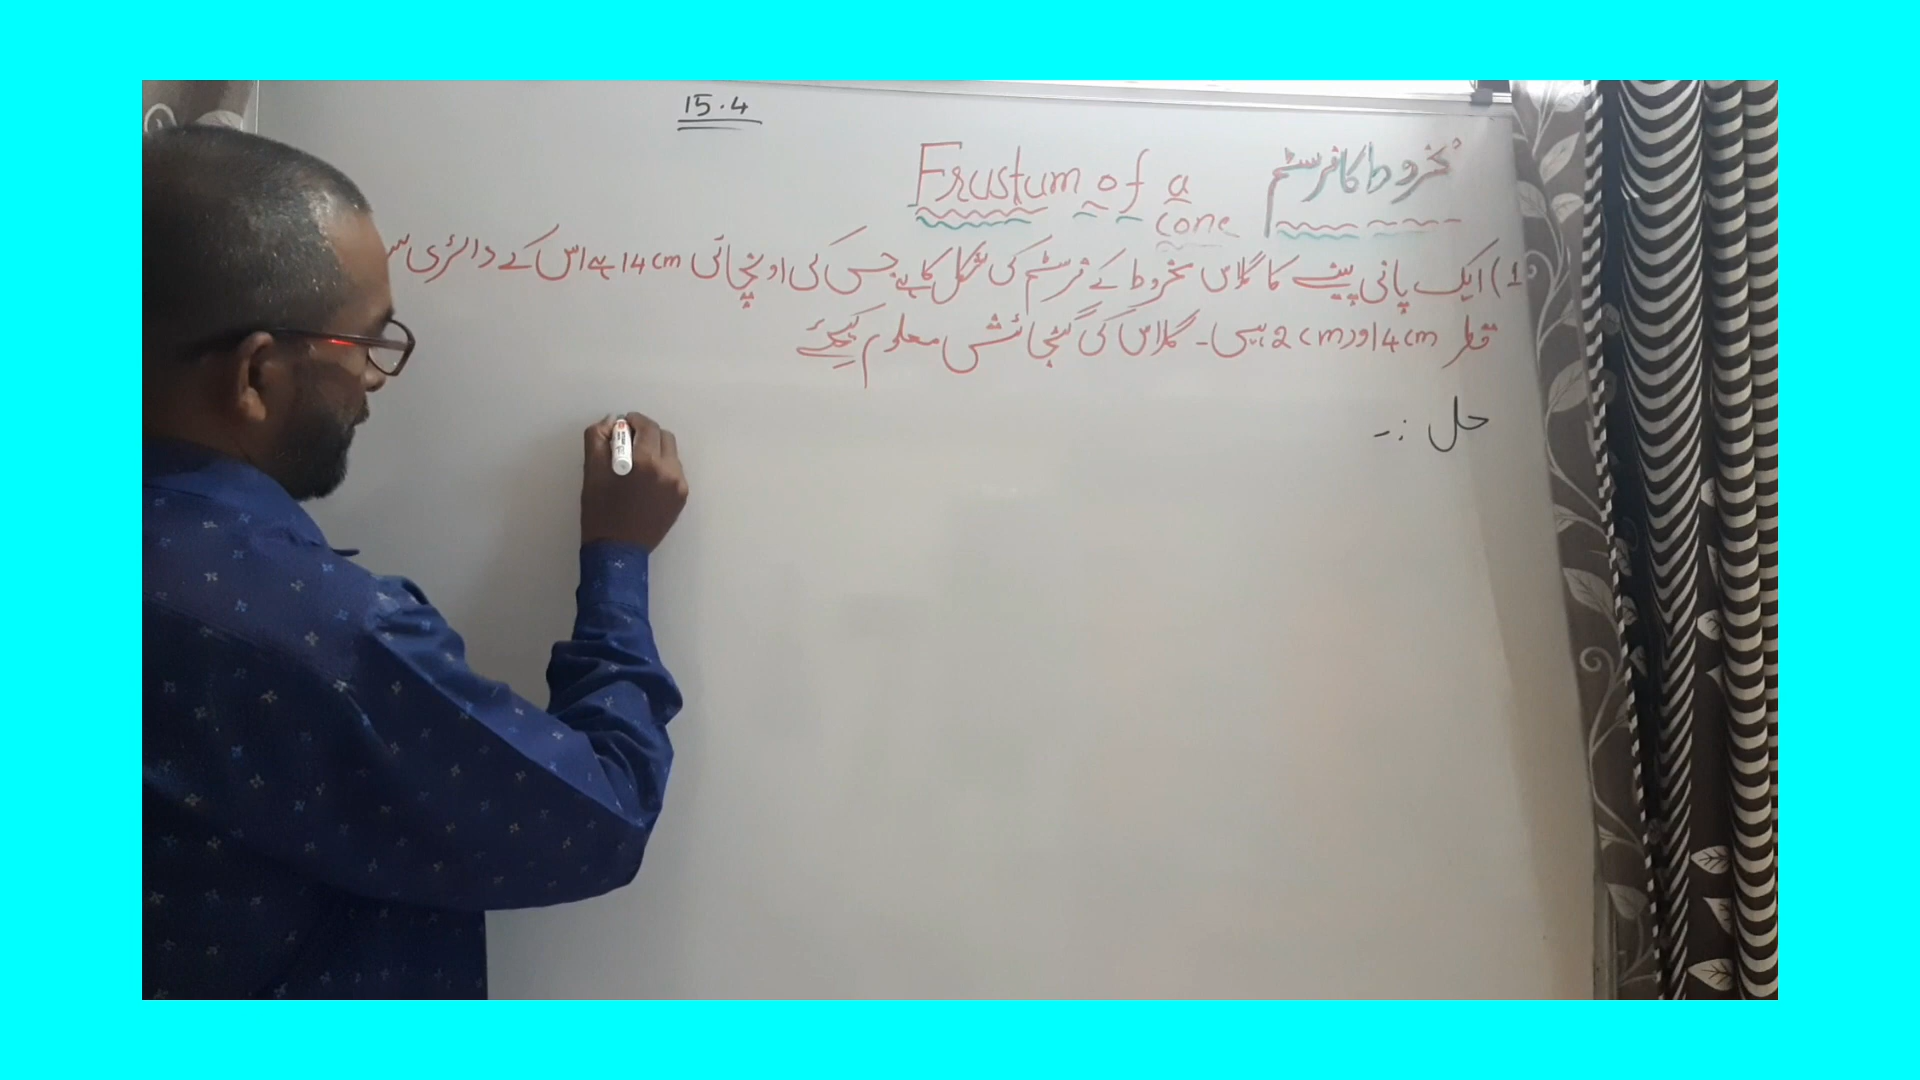 15.4
Frustum of a cone مخروط کا فرسٹم
1) ایک پانی پینے کا گلاس مخروط کے فرسٹم کی شکل کا ہے جس کی اونچائی 14 cm ہے اس کے دائری
قطر 4 cm اور 2 cm ہیں۔ گلاس کی گنجائش معلوم کیجئے
حل :-